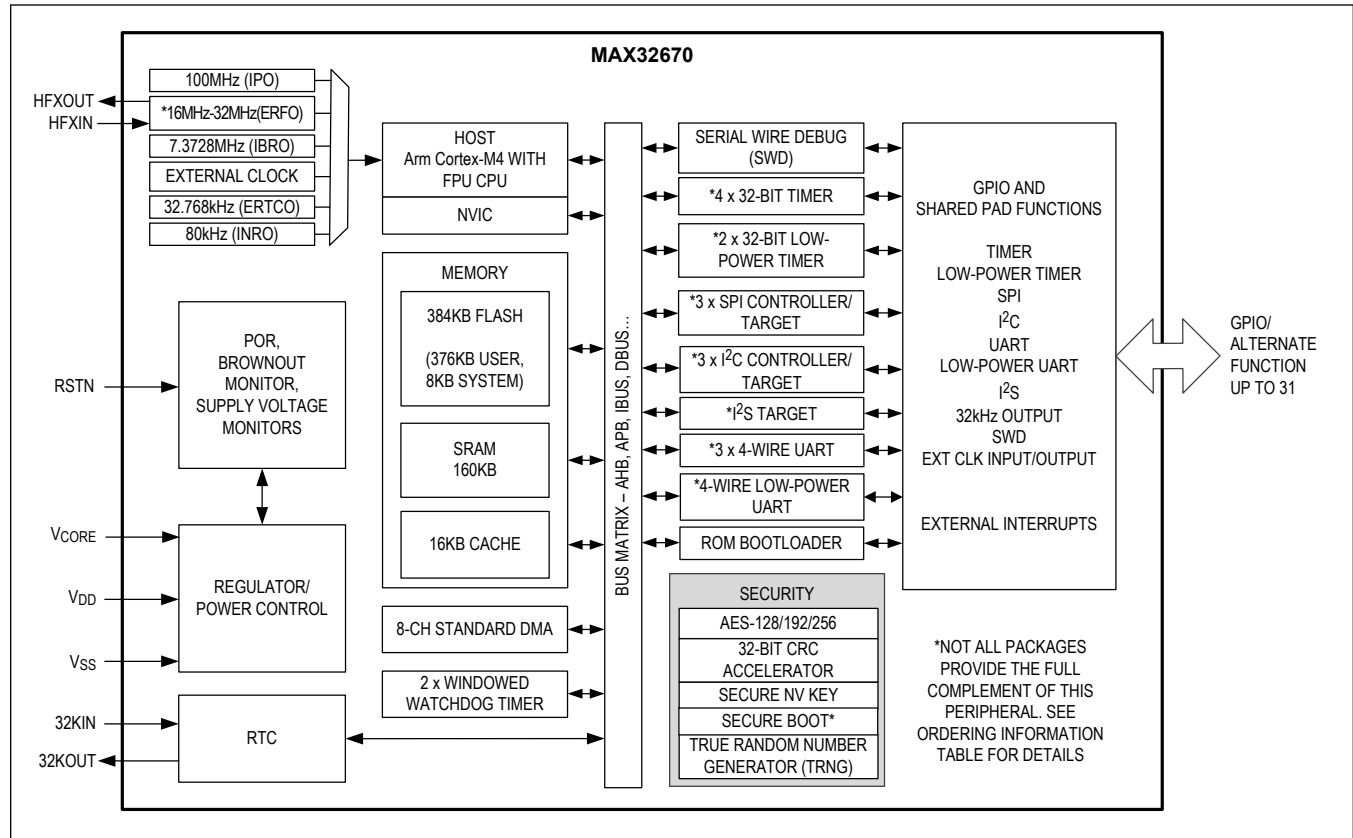 MAX32670
HFXOUT
HFXIN
100MHz (IPO)
*16MHz-32MHz(ERFO)
7.3728MHz (IBRO)
EXTERNAL CLOCK
32.768kHz (ERTCO)
80kHz (INRO)
HOST
Arm Cortex-M4 WITH
FPU CPU
NVIC
RSTN
POR,
BROWNOUT
MONITOR,
SUPPLY VOLTAGE
MONITORS
VCORE
VDD
VSS
REGULATOR/
POWER CONTROL
32KIN
32KOUT
RTC
MEMORY
384KB FLASH
(376KB USER,
8KB SYSTEM)
SRAM
160KB
16KB CACHE
8-CH STANDARD DMA
2 x WINDOWED
WATCHDOG TIMER
BUS MATRIX – AHB, APB, IBUS, DBUS...
SERIAL WIRE DEBUG
(SWD)
*4 x 32-BIT TIMER
*2 x 32-BIT LOW-
POWER TIMER
*3 x SPI CONTROLLER/
TARGET
*3 x I2C CONTROLLER/
TARGET
*I2S TARGET
*3 x 4-WIRE UART
*4-WIRE LOW-POWER
UART
ROM BOOTLOADER
SECURITY
AES-128/192/256
32-BIT CRC
ACCELERATOR
SECURE NV KEY
SECURE BOOT*
TRUE RANDOM NUMBER
GENERATOR (TRNG)
GPIO AND
SHARED PAD FUNCTIONS
TIMER
LOW-POWER TIMER
SPI
I2C
UART
LOW-POWER UART
I2S
32kHz OUTPUT
SWD
EXT CLK INPUT/OUTPUT
EXTERNAL INTERRUPTS
GPIO/
ALTERNATE
FUNCTION
UP TO 31
*NOT ALL PACKAGES
PROVIDE THE FULL
COMPLEMENT OF THIS
PERIPHERAL. SEE
ORDERING INFORMATION
TABLE FOR DETAILS